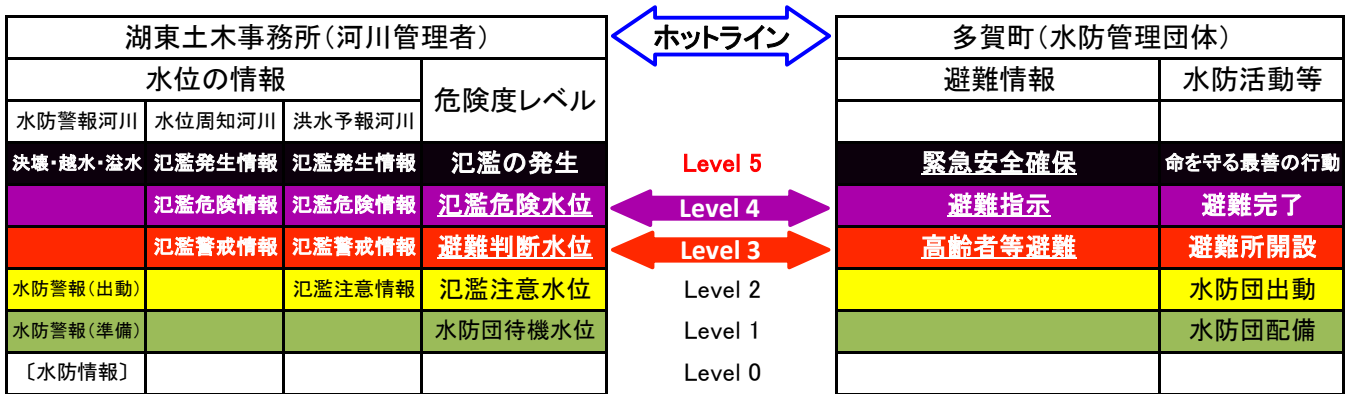 湖東土木事務所（河川管理者） ホットライン 多賀町（水防管理団体）
水位の情報 危険度レベル 避難情報 水防活動等
水防警報河川 水位周知河川 洪水予報河川
決壊・越水・溢水 氾濫発生情報 氾濫発生情報 氾濫の発生 Level 5 緊急安全確保 命を守る最善の行動
氾濫危険情報 氾濫危険情報 氾濫危険水位 Level 4 避難指示 避難完了
氾濫警戒情報 氾濫警戒情報 避難判断水位 Level 3 高齢者等避難 避難所開設
水防警報（出動） 氾濫注意情報 氾濫注意水位 Level 2 水防団出動
水防警報（準備） 水防団待機水位 Level 1 水防団配備
〔水防情報〕 Level 0